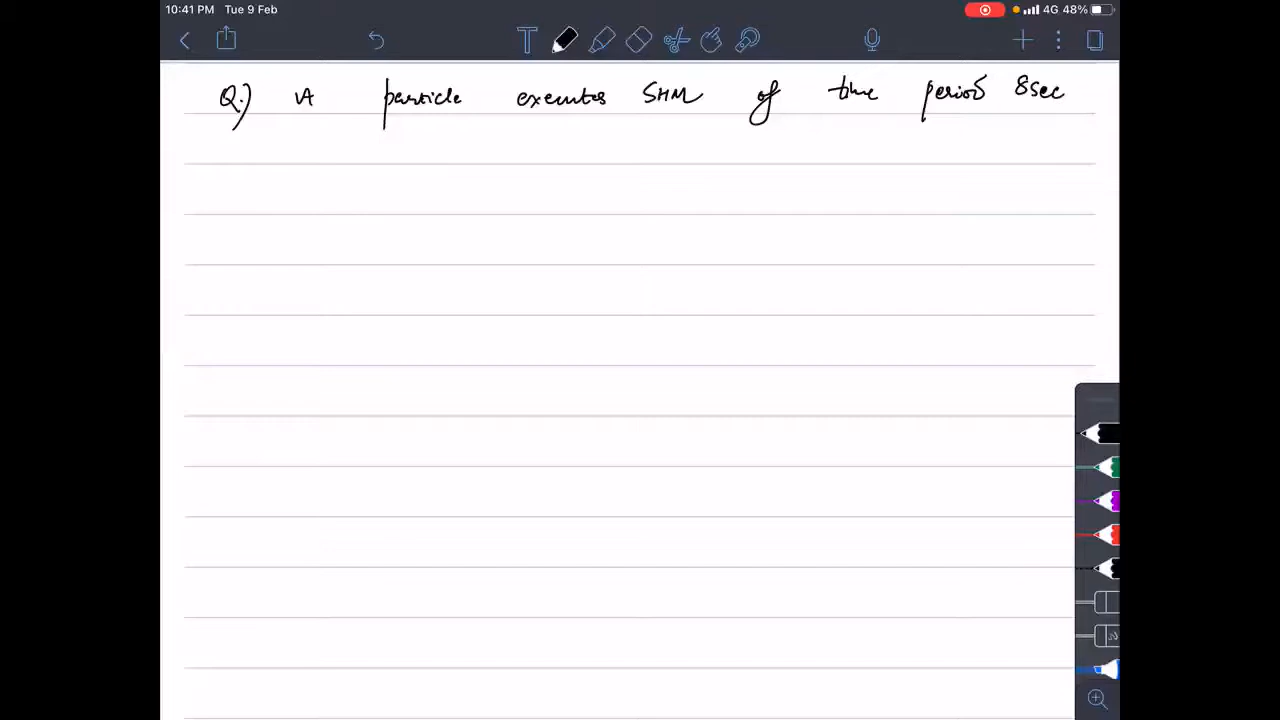 10:41 PM Tue 9 Feb 4G 48%
T
Q.) A particle executes SHM of time period 8sec